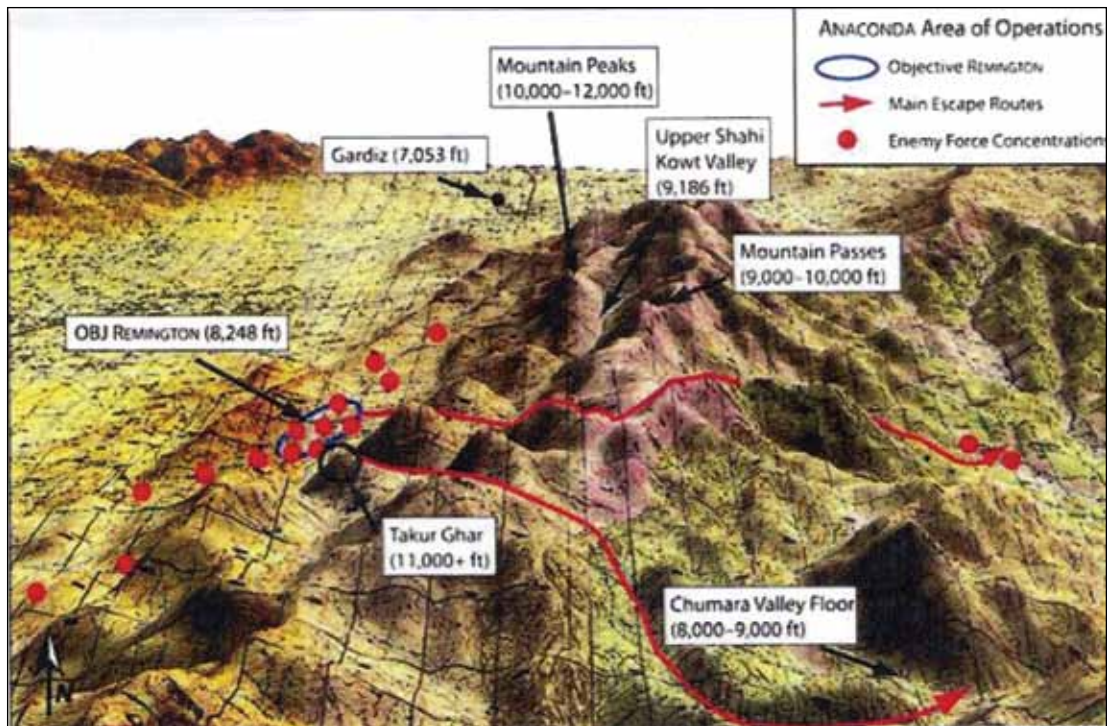 ANACONDA Area of Operations
Objective REMINGTON
Main Escape Routes
Enemy Force Concentrations
Mountain Peaks
(10,000–12,000 ft)
Gardiz (7,053 ft)
Upper Shahi
Kowt Valley
(9,186 ft)
Mountain Passes
(9,000–10,000 ft)
OBJ REMINGTON (8,248 ft)
Takur Ghar
(11,000+ ft)
Chumara Valley Floor
(8,000–9,000 ft)
N